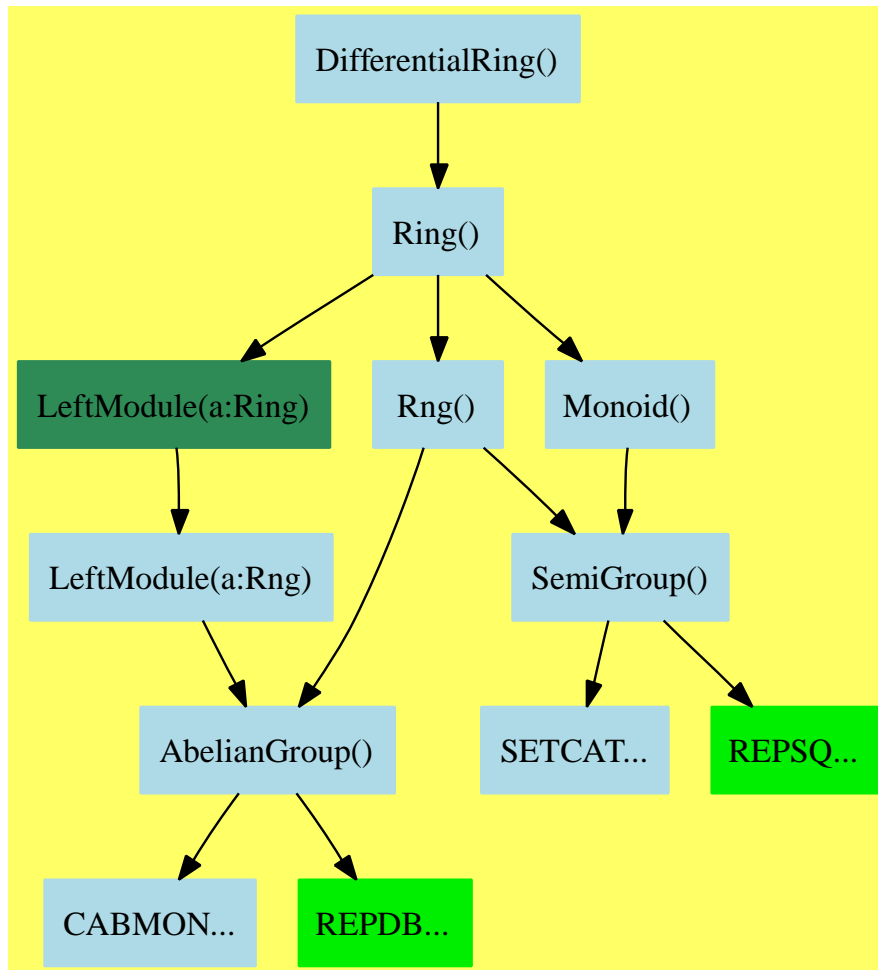 DifferentialRing()
Ring()
LeftModule(a:Ring)
Rng()
Monoid()
LeftModule(a:Rng)
SemiGroup()
AbelianGroup()
SETCAT...
REPSQ...
CABMON...
REPDB...